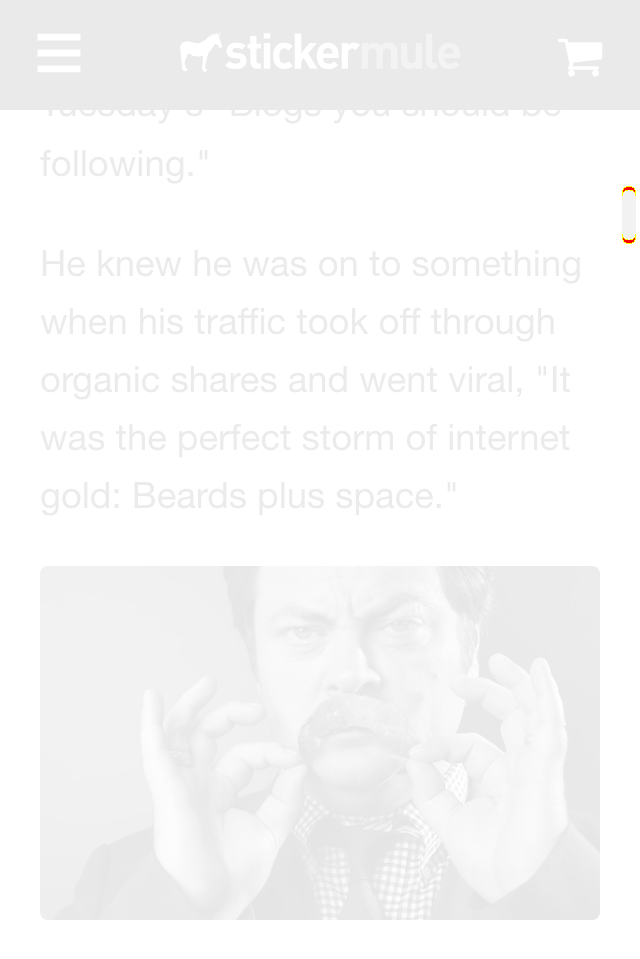 stickermule
Tuesday's "Blogs you should be
following."
He knew he was on to something
when his traffic took off through
organic shares and went viral, "It
was the perfect storm of internet
gold: Beards plus space."